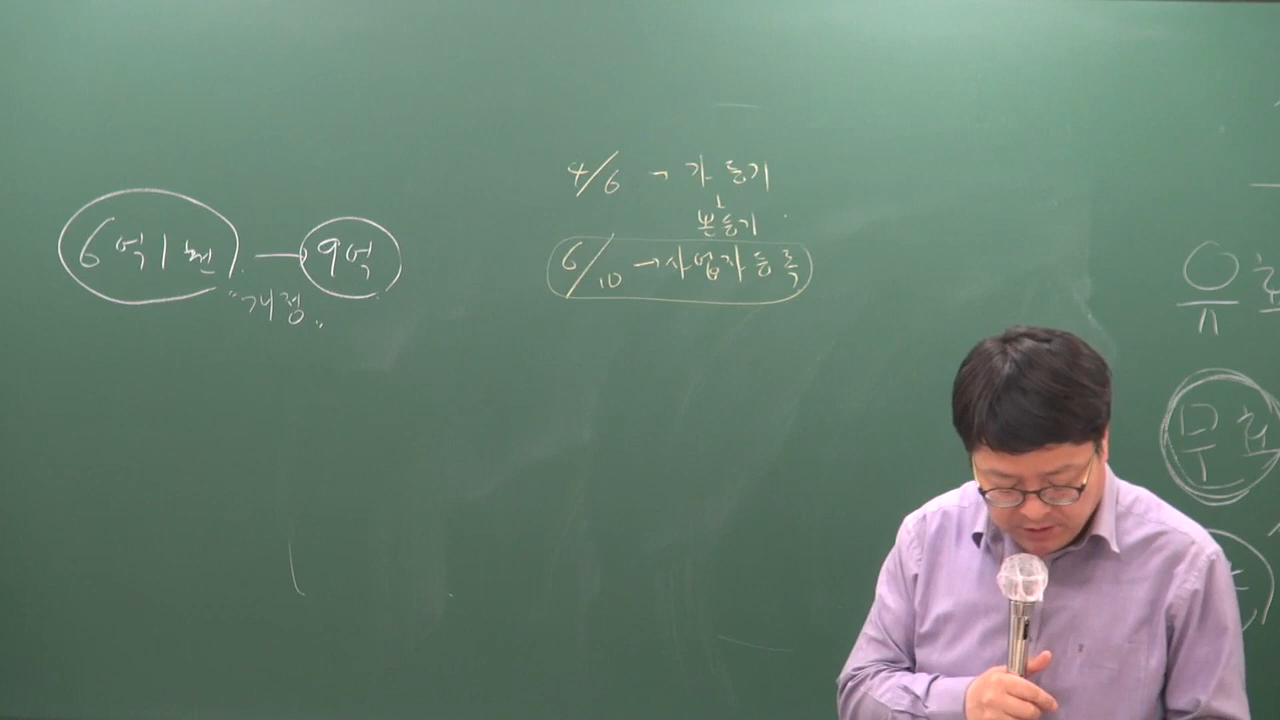 6억1천 → 9억
"개정"
4/6 → 가 등기
↓
본등기
6/10 → 사업자등록
유효
무효